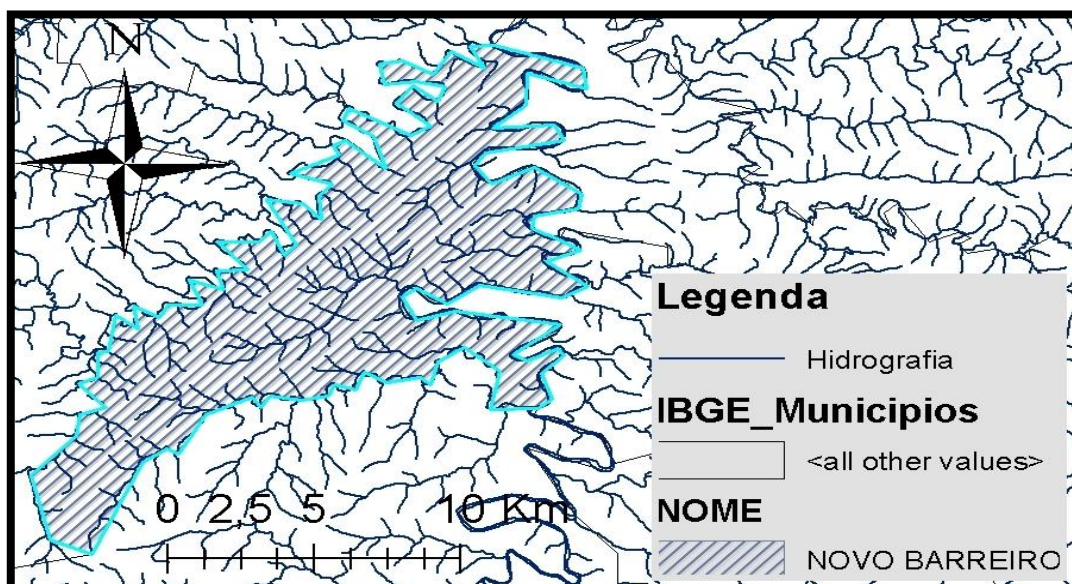 N
Legenda
Hidrografia
IBGE_Municipios
<all other values>
NOME
NOVO BARREIRO
0 2,5 5 10 Km